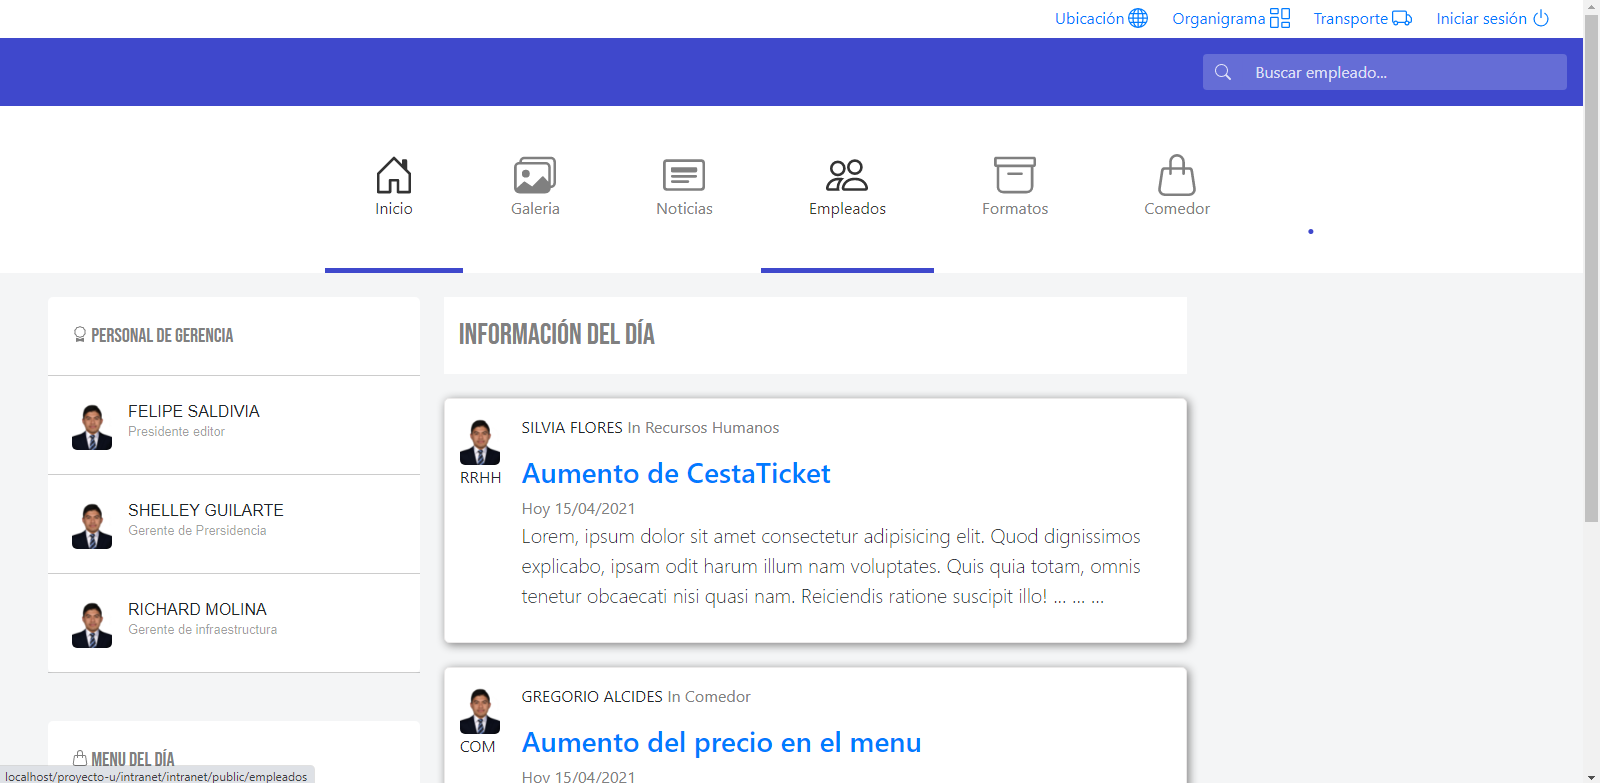 Ubicación Organigrama Transporte Iniciar sesión
Buscar empleado...
Inicio Galeria Noticias Empleados Formatos Comedor
PERSONAL DE GERENCIA
FELIPE SALDIVIA
Presidente editor
SHELLEY GUILARTE
Gerente de Prersidencia
RICHARD MOLINA
Gerente de infraestructura
MENU DEL DÍA
INFORMACIÓN DEL DÍA
SILVIA FLORES In Recursos Humanos
RRHH
Aumento de CestaTicket
Hoy 15/04/2021
Lorem, ipsum dolor sit amet consectetur adipisicing elit. Quod dignissimos
explicabo, ipsam odit harum illum nam voluptates. Quis quia totam, omnis
tenetur obcaecati nisi quasi nam. Reiciendis ratione suscipit illo! ... ... ...
GREGORIO ALCIDES In Comedor
COM
Aumento del precio en el menu
Hoy 15/04/2021
localhost/proyecto-u/intranet/intranet/public/empleados